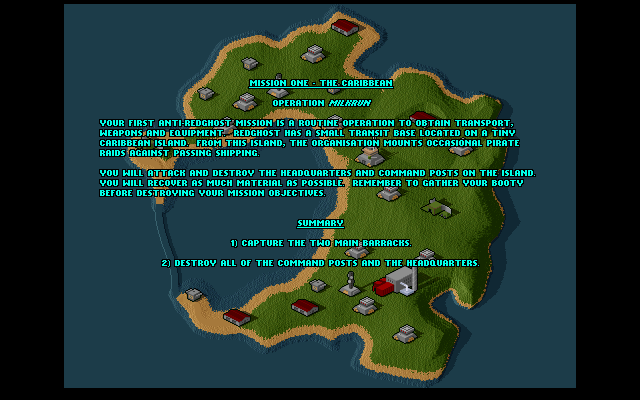 MISSION ONE - THE CARIBBEAN
OPERATION MILKRUN
YOUR FIRST ANTI-REDGHOST MISSION IS A ROUTINE OPERATION TO OBTAIN TRANSPORT,
WEAPONS AND EQUIPMENT. REDGHOST HAS A SMALL TRANSIT BASE LOCATED ON A TINY
CARIBBEAN ISLAND. FROM THIS ISLAND, THE ORGANISATION MOUNTS OCCASIONAL PIRATE
RAIDS AGAINST PASSING SHIPPING.
YOU WILL ATTACK AND DESTROY THE HEADQUARTERS AND COMMAND POSTS ON THE ISLAND.
YOU WILL RECOVER AS MUCH MATERIAL AS POSSIBLE. REMEMBER TO GATHER YOUR BOOTY
BEFORE DESTROYING YOUR MISSION OBJECTIVES.
SUMMARY
1) CAPTURE THE TWO MAIN BARRACKS.
2) DESTROY ALL OF THE COMMAND POSTS AND THE HEADQUARTERS.